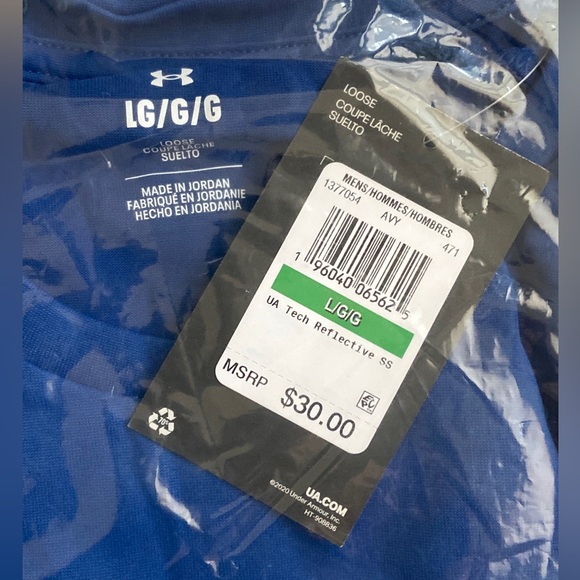 LG/G/G
LOOSE
COUPE LÂCHE
SUELTO
MADE IN JORDAN
FABRIQUÉ EN JORDANIE
HECHO EN JORDANIA
LOOSE
COUPE LÂCHE
SUELTO
MENS/HOMMES/HOMBRES
1377054 AVY 471
1 96040 06562 5
L/G/G
UA Tech Reflective SS
MSRP $30.00
UA.COM
©2020 Under Armour, Inc.
HT-908836